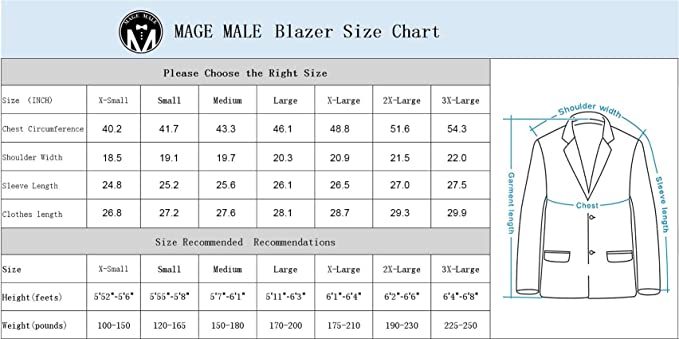 MAGE MALE
M
MAGE MALE Blazer Size Chart
Please Choose the Right Size
Size （INCH） X-Small Small Medium Large X-Large 2X-Large 3X-Large
Chest Circumference 40.2 41.7 43.3 46.1 48.8 51.6 54.3
Shoulder Width 18.5 19.1 19.7 20.3 20.9 21.5 22.0
Sleeve Length 24.8 25.2 25.6 26.1 26.5 27.0 27.5
Clothes length 26.8 27.2 27.6 28.1 28.7 29.3 29.9
Size Recommended Recommendations
Size X-Small Small Medium Large X-Large 2X-Large 3X-Large
Height(feets) 5'52"-5'6" 5'55"-5'8" 5'7"-6'1" 5'11"-6'3" 6'1"-6'4" 6'2"-6'6" 6'4"-6'8"
Weight(pounds) 100-150 120-165 150-180 170-200 175-210 190-230 225-250
Shoulder width
Garment length
Chest
Sleeve length